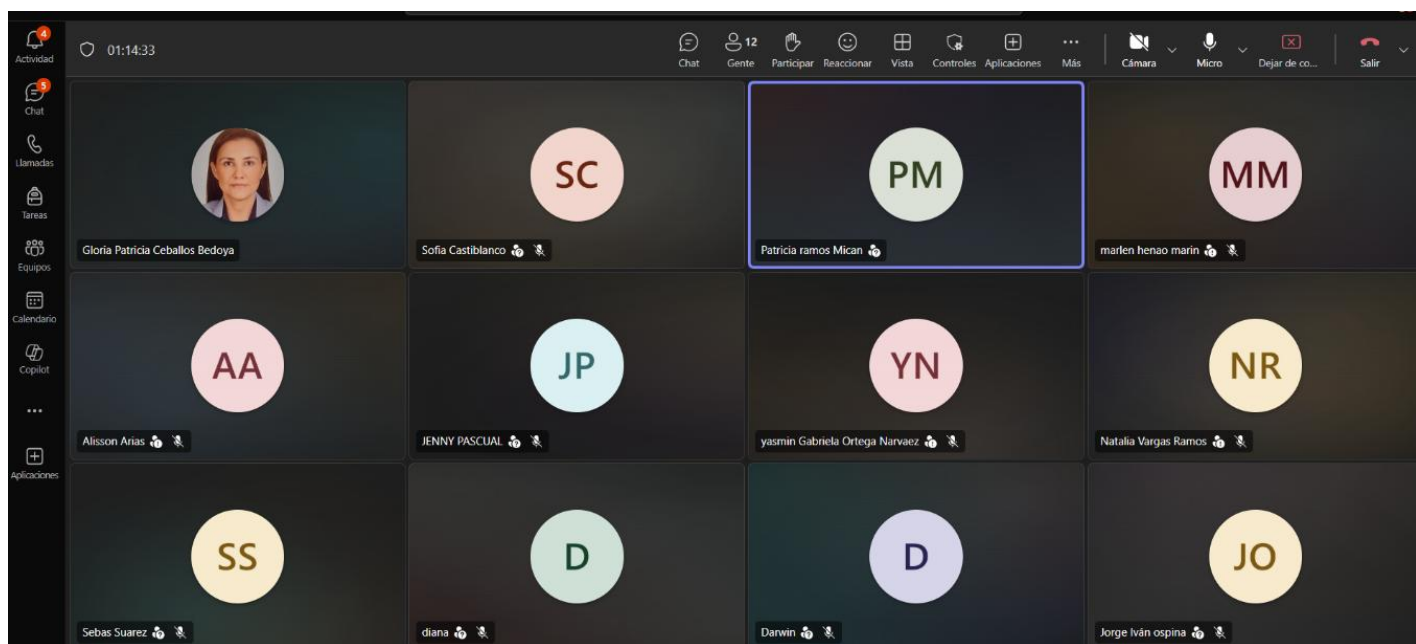 4
Actividad
5
Chat
Llamadas
Tareas
Equipos
Calendario
Copilot
Aplicaciones
01:14:33
Chat
12
Gente
Participar
Reaccionar
Vista
Controles
Aplicaciones
Más
Cámara
Micro
Dejar de co...
Salir
Gloria Patricia Ceballos Bedoya
SC
Sofia Castiblanco
PM
Patricia ramos Mican
MM
marlen henao marin
AA
Alisson Arias
JP
JENNY PASCUAL
YN
yasmin Gabriela Ortega Narvaez
NR
Natalia Vargas Ramos
SS
Sebas Suarez
D
diana
D
Darwin
JO
Jorge Iván ospina